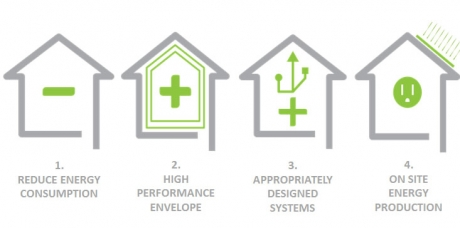 1.
REDUCE ENERGY
CONSUMPTION
2.
HIGH
PERFORMANCE
ENVELOPE
3.
APPROPRIATELY
DESIGNED
SYSTEMS
4.
ON SITE
ENERGY
PRODUCTION